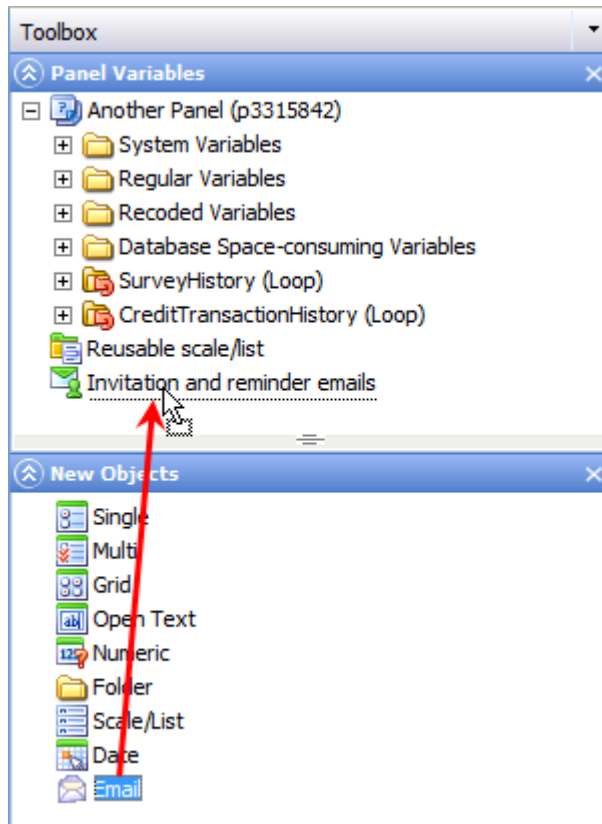 Toolbox
Panel Variables
Another Panel (p3315842)
System Variables
Regular Variables
Recoded Variables
Database Space-consuming Variables
SurveyHistory (Loop)
CreditTransactionHistory (Loop)
Reusable scale/list
Invitation and reminder emails
New Objects
Single
Multi
Grid
Open Text
Numeric
Folder
Scale/List
Date
Email